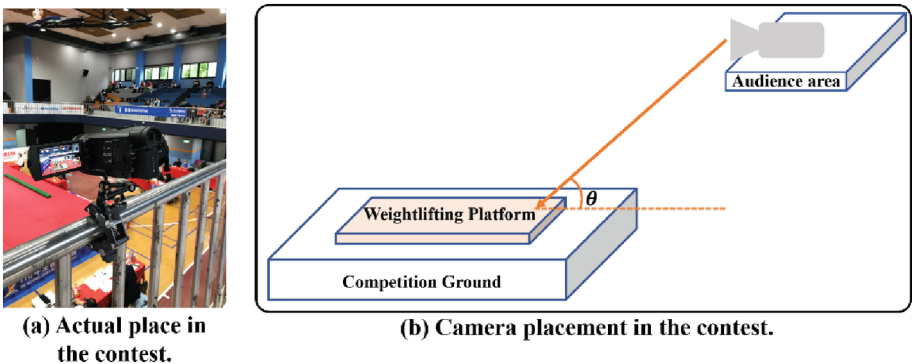 Audience area
Weightlifting Platform
θ
Competition Ground
(a) Actual place in
the contest.
(b) Camera placement in the contest.